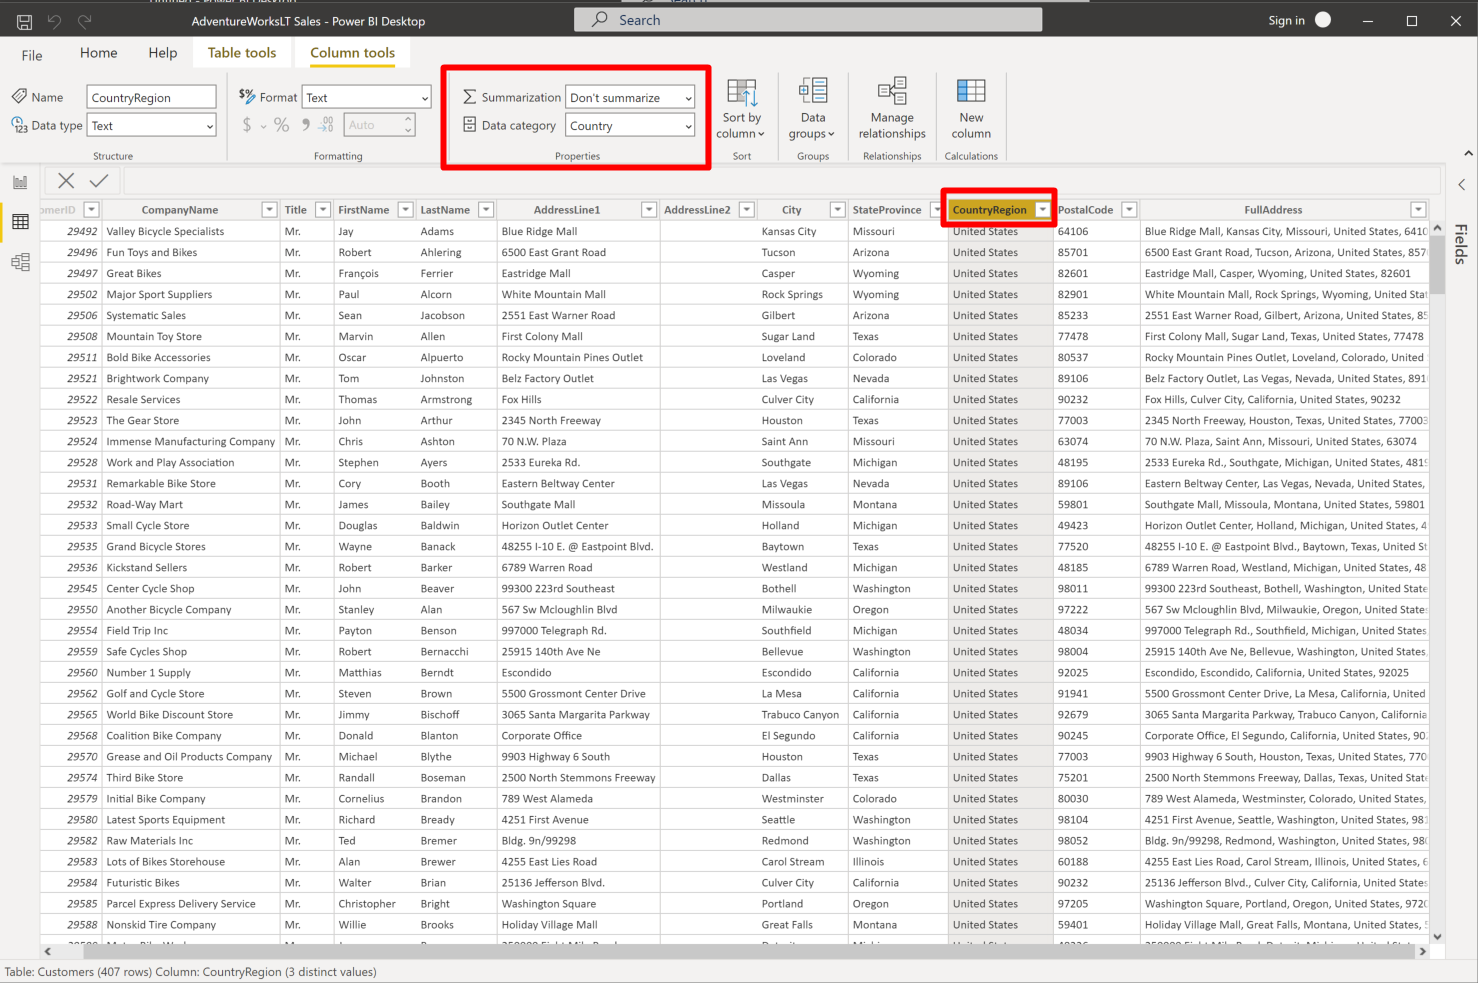 AdventureWorksLT Sales - Power BI Desktop
Search
Sign in
File Home Help Table tools Column tools
Name CountryRegion
Data type Text
Structure
Format Text
$ % 9 .00 Auto
Formatting
Summarization Don't summarize
Data category Country
Properties
Sort by column
Sort
Data groups
Groups
Manage relationships
Relationships
New column
Calculations
Fields
CompanyName Title FirstName LastName AddressLine1 AddressLine2 City StateProvince CountryRegion PostalCode FullAddress
29492 Valley Bicycle Specialists Mr. Jay Adams Blue Ridge Mall Kansas City Missouri United States 64106 Blue Ridge Mall, Kansas City, Missouri, United States, 6410
29496 Fun Toys and Bikes Mr. Robert Ahlering 6500 East Grant Road Tucson Arizona United States 85701 6500 East Grant Road, Tucson, Arizona, United States, 857
29497 Great Bikes Mr. François Ferrier Eastridge Mall Casper Wyoming United States 82601 Eastridge Mall, Casper, Wyoming, United States, 82601
29502 Major Sport Suppliers Mr. Paul Alcorn White Mountain Mall Rock Springs Wyoming United States 82901 White Mountain Mall, Rock Springs, Wyoming, United Sta
29506 Systematic Sales Mr. Sean Jacobson 2551 East Warner Road Gilbert Arizona United States 85233 2551 East Warner Road, Gilbert, Arizona, United States, 85
29508 Mountain Toy Store Mr. Marvin Allen First Colony Mall Sugar Land Texas United States 77478 First Colony Mall, Sugar Land, Texas, United States, 77478
29511 Bold Bike Accessories Mr. Oscar Alpuerto Rocky Mountain Pines Outlet Loveland Colorado United States 80537 Rocky Mountain Pines Outlet, Loveland, Colorado, United
29521 Brightwork Company Mr. Tom Johnston Belz Factory Outlet Las Vegas Nevada United States 89106 Belz Factory Outlet, Las Vegas, Nevada, United States, 891
29522 Resale Services Mr. Thomas Armstrong Fox Hills Culver City California United States 90232 Fox Hills, Culver City, California, United States, 90232
29523 The Gear Store Mr. John Arthur 2345 North Freeway Houston Texas United States 77003 2345 North Freeway, Houston, Texas, United States, 77003
29524 Immense Manufacturing Company Mr. Chris Ashton 70 N.W. Plaza Saint Ann Missouri United States 63074 70 N.W. Plaza, Saint Ann, Missouri, United States, 63074
29528 Work and Play Association Mr. Stephen Ayers 2533 Eureka Rd. Southgate Michigan United States 48195 2533 Eureka Rd., Southgate, Michigan, United States, 4819
29531 Remarkable Bike Store Mr. Cory Booth Eastern Beltway Center Las Vegas Nevada United States 89106 Eastern Beltway Center, Las Vegas, Nevada, United States,
29532 Road-Way Mart Mr. James Bailey Southgate Mall Missoula Montana United States 59801 Southgate Mall, Missoula, Montana, United States, 59801
29533 Small Cycle Store Mr. Douglas Baldwin Horizon Outlet Center Holland Michigan United States 49423 Horizon Outlet Center, Holland, Michigan, United States, 4
29535 Grand Bicycle Stores Mr. Wayne Banack 48255 I-10 E. @ Eastpoint Blvd. Baytown Texas United States 77520 48255 I-10 E. @ Eastpoint Blvd., Baytown, Texas, United St
29536 Kickstand Sellers Mr. Robert Barker 6789 Warren Road Westland Michigan United States 48185 6789 Warren Road, Westland, Michigan, United States, 48
29545 Center Cycle Shop Mr. John Beaver 99300 223rd Southeast Bothell Washington United States 98011 99300 223rd Southeast, Bothell, Washington, United State
29550 Another Bicycle Company Mr. Stanley Alan 567 Sw Mcloughlin Blvd Milwaukie Oregon United States 97222 567 Sw Mcloughlin Blvd, Milwaukie, Oregon, United State
29554 Field Trip Inc Mr. Payton Benson 997000 Telegraph Rd. Southfield Michigan United States 48034 997000 Telegraph Rd., Southfield, Michigan, United States
29559 Safe Cycles Shop Mr. Robert Bernacchi 25915 140th Ave Ne Bellevue Washington United States 98004 25915 140th Ave Ne, Bellevue, Washington, United States,
29560 Number 1 Supply Mr. Matthias Berndt Escondido Escondido California United States 92025 Escondido, Escondido, California, United States, 92025
29562 Golf and Cycle Store Mr. Steven Brown 5500 Grossmont Center Drive La Mesa California United States 91941 5500 Grossmont Center Drive, La Mesa, California, United
29565 World Bike Discount Store Mr. Jimmy Bischoff 3065 Santa Margarita Parkway Trabuco Canyon California United States 92679 3065 Santa Margarita Parkway, Trabuco Canyon, California
29568 Coalition Bike Company Mr. Donald Blanton Corporate Office El Segundo California United States 90245 Corporate Office, El Segundo, California, United States, 90
29570 Grease and Oil Products Company Mr. Michael Blythe 9903 Highway 6 South Houston Texas United States 77003 9903 Highway 6 South, Houston, Texas, United States, 770
29574 Third Bike Store Mr. Randall Boseman 2500 North Stemmons Freeway Dallas Texas United States 75201 2500 North Stemmons Freeway, Dallas, Texas, United State
29579 Initial Bike Company Mr. Cornelius Brandon 789 West Alameda Westminster Colorado United States 80030 789 West Alameda, Westminster, Colorado, United States,
29580 Latest Sports Equipment Mr. Richard Bready 4251 First Avenue Seattle Washington United States 98104 4251 First Avenue, Seattle, Washington, United States, 981
29582 Raw Materials Inc Mr. Ted Bremer Bldg. 9n/99298 Redmond Washington United States 98052 Bldg. 9n/99298, Redmond, Washington, United States, 980
29583 Lots of Bikes Storehouse Mr. Alan Brewer 4255 East Lies Road Carol Stream Illinois United States 60188 4255 East Lies Road, Carol Stream, Illinois, United States, 6
29584 Futuristic Bikes Mr. Walter Brian 25136 Jefferson Blvd. Culver City California United States 90232 25136 Jefferson Blvd., Culver City, California, United States
29585 Parcel Express Delivery Service Mr. Christopher Bright Washington Square Portland Oregon United States 97205 Washington Square, Portland, Oregon, United States, 9720
29588 Nonskid Tire Company Mr. Willie Brooks Holiday Village Mall Great Falls Montana United States 59401 Holiday Village Mall, Great Falls, Montana, United States,
Table: Customers (407 rows) Column: CountryRegion (3 distinct values)